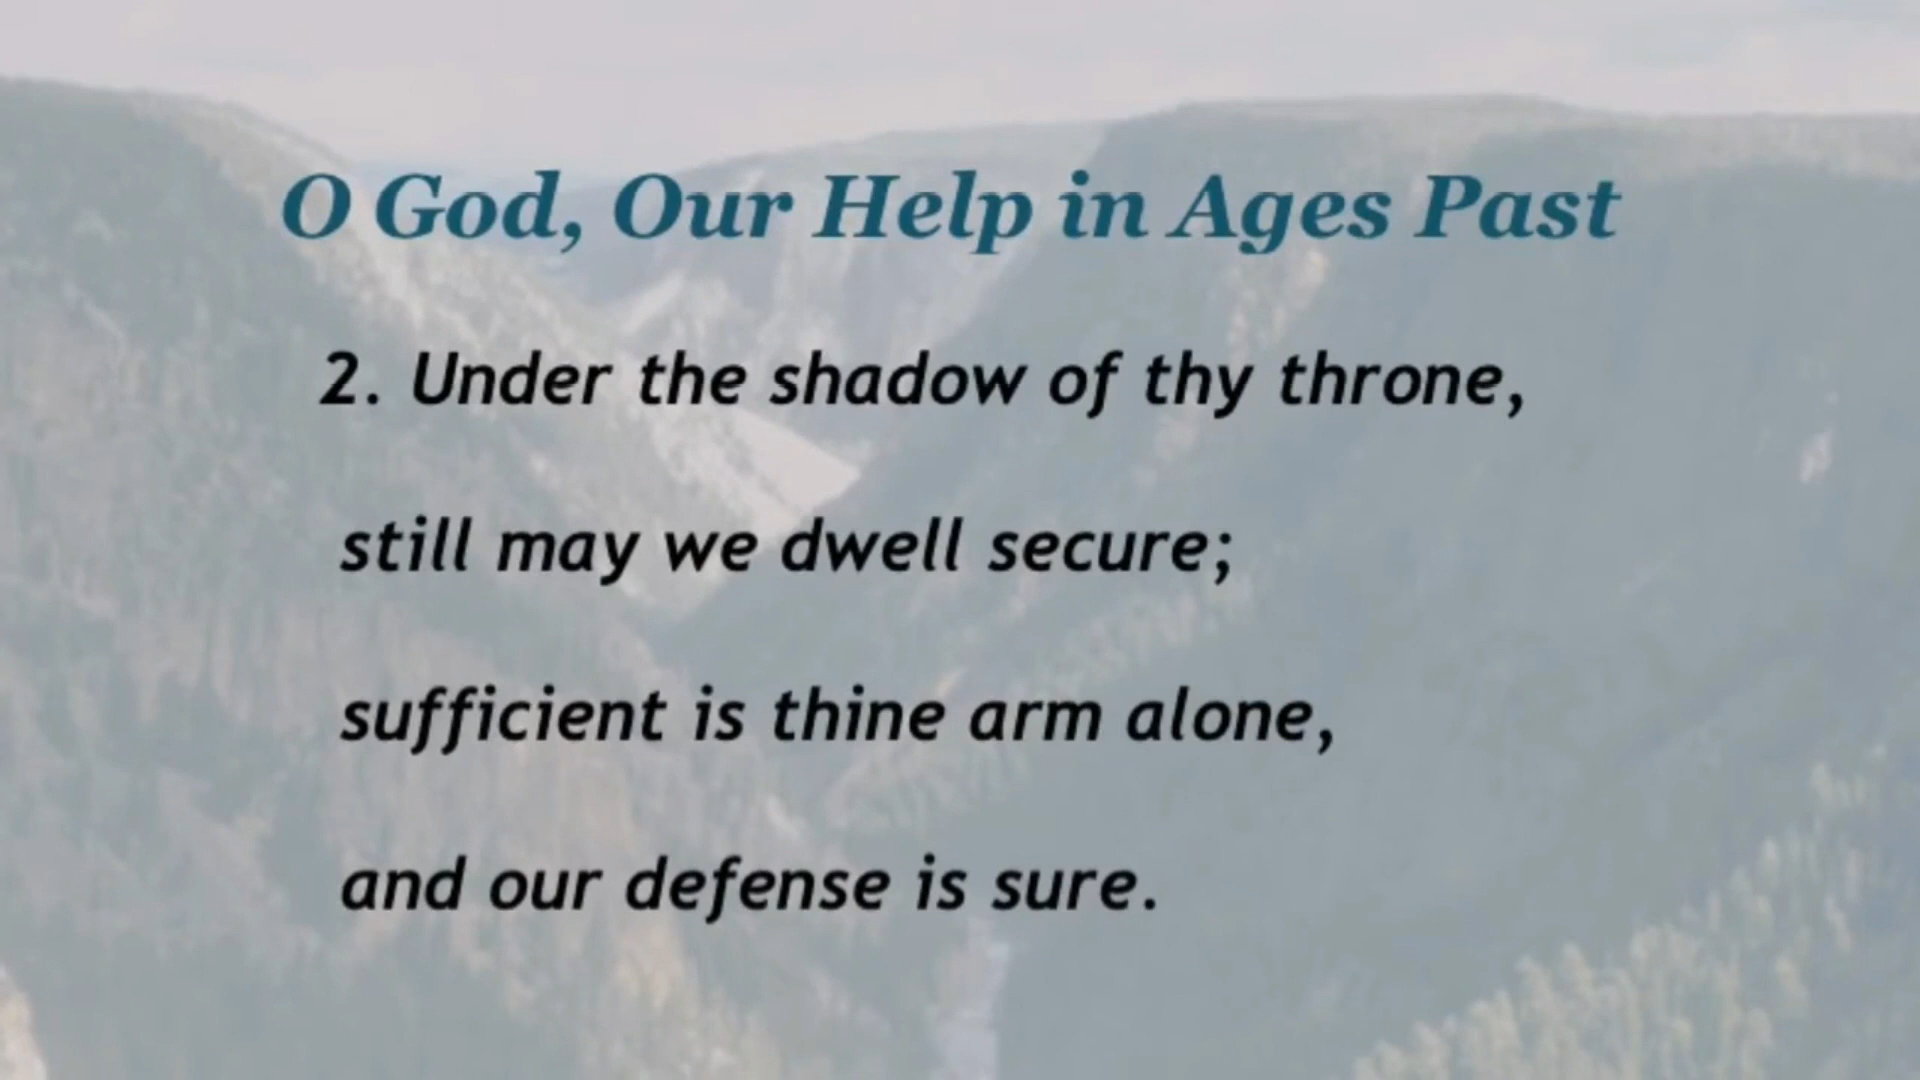 O God, Our Help in Ages Past
2. Under the shadow of thy throne,
still may we dwell secure;
sufficient is thine arm alone,
and our defense is sure.